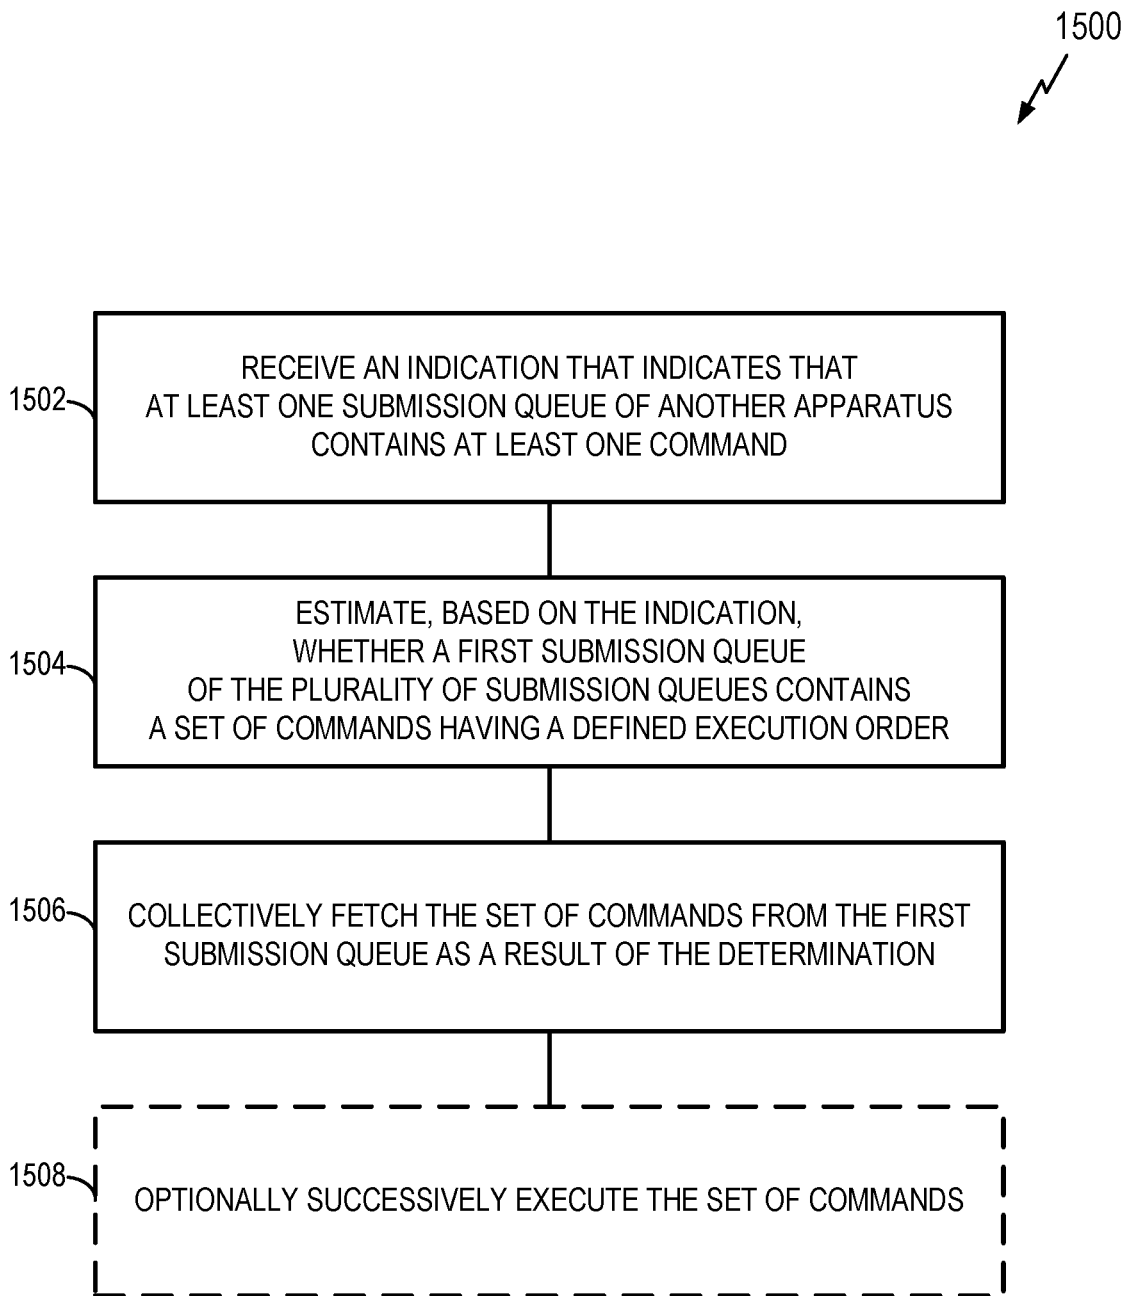 1500
RECEIVE AN INDICATION THAT INDICATES THAT
AT LEAST ONE SUBMISSION QUEUE OF ANOTHER APPARATUS
CONTAINS AT LEAST ONE COMMAND
1502
ESTIMATE, BASED ON THE INDICATION,
WHETHER A FIRST SUBMISSION QUEUE
OF THE PLURALITY OF SUBMISSION QUEUES CONTAINS
A SET OF COMMANDS HAVING A DEFINED EXECUTION ORDER
1504
COLLECTIVELY FETCH THE SET OF COMMANDS FROM THE FIRST
SUBMISSION QUEUE AS A RESULT OF THE DETERMINATION
1506
OPTIONALLY SUCCESSIVELY EXECUTE THE SET OF COMMANDS
1508